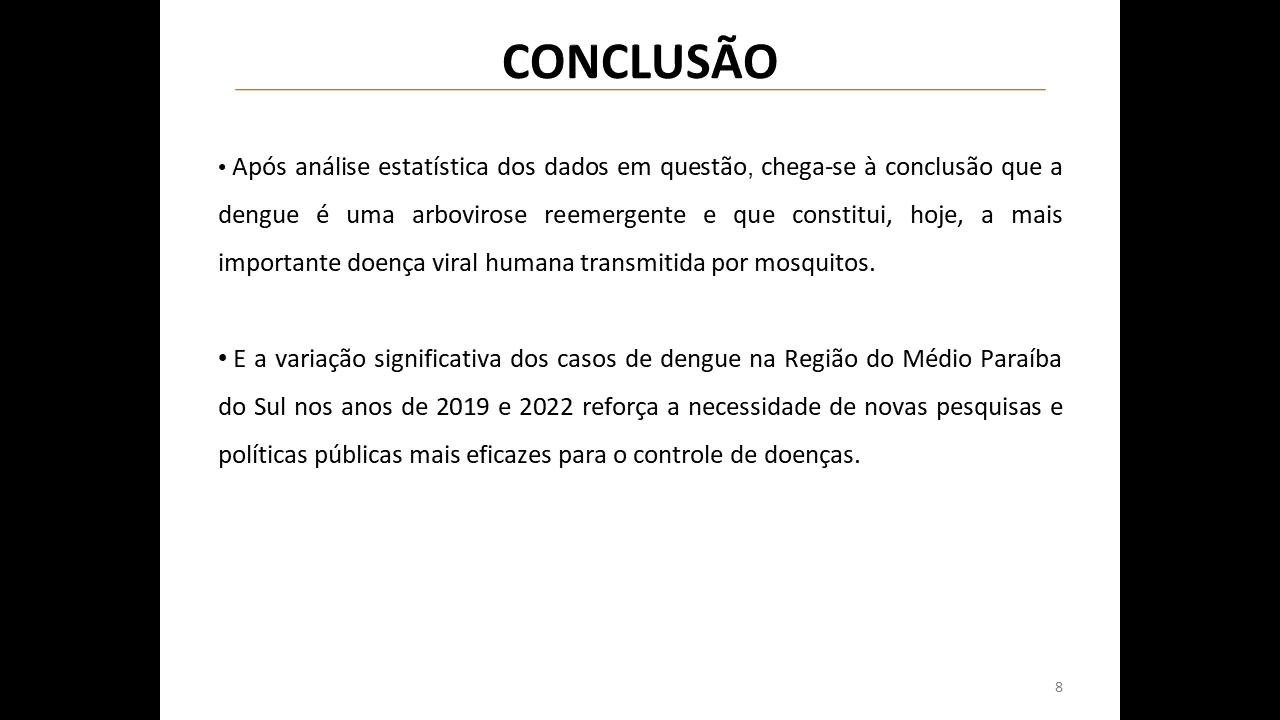 CONCLUSÃO
• Após análise estatística dos dados em questão, chega-se à conclusão que a
dengue é uma arbovirose reemergente e que constitui, hoje, a mais
importante doença viral humana transmitida por mosquitos.
• E a variação significativa dos casos de dengue na Região do Médio Paraíba
do Sul nos anos de 2019 e 2022 reforça a necessidade de novas pesquisas e
políticas públicas mais eficazes para o controle de doenças.
8